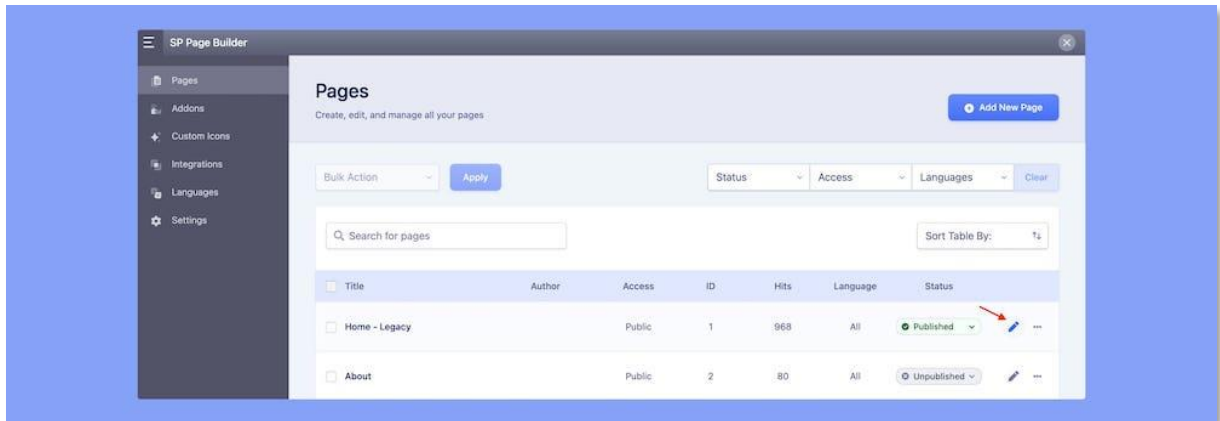 SP Page Builder
Pages
Addons
Custom Icons
Integrations
Languages
Settings
Pages
Create, edit, and manage all your pages
Add New Page
Bulk Action
Apply
Status
Access
Languages
Clear
Search for pages
Sort Table By:
Title Author Access ID Hits Language Status
Home - Legacy Public 1 968 All Published
About Public 2 80 All Unpublished